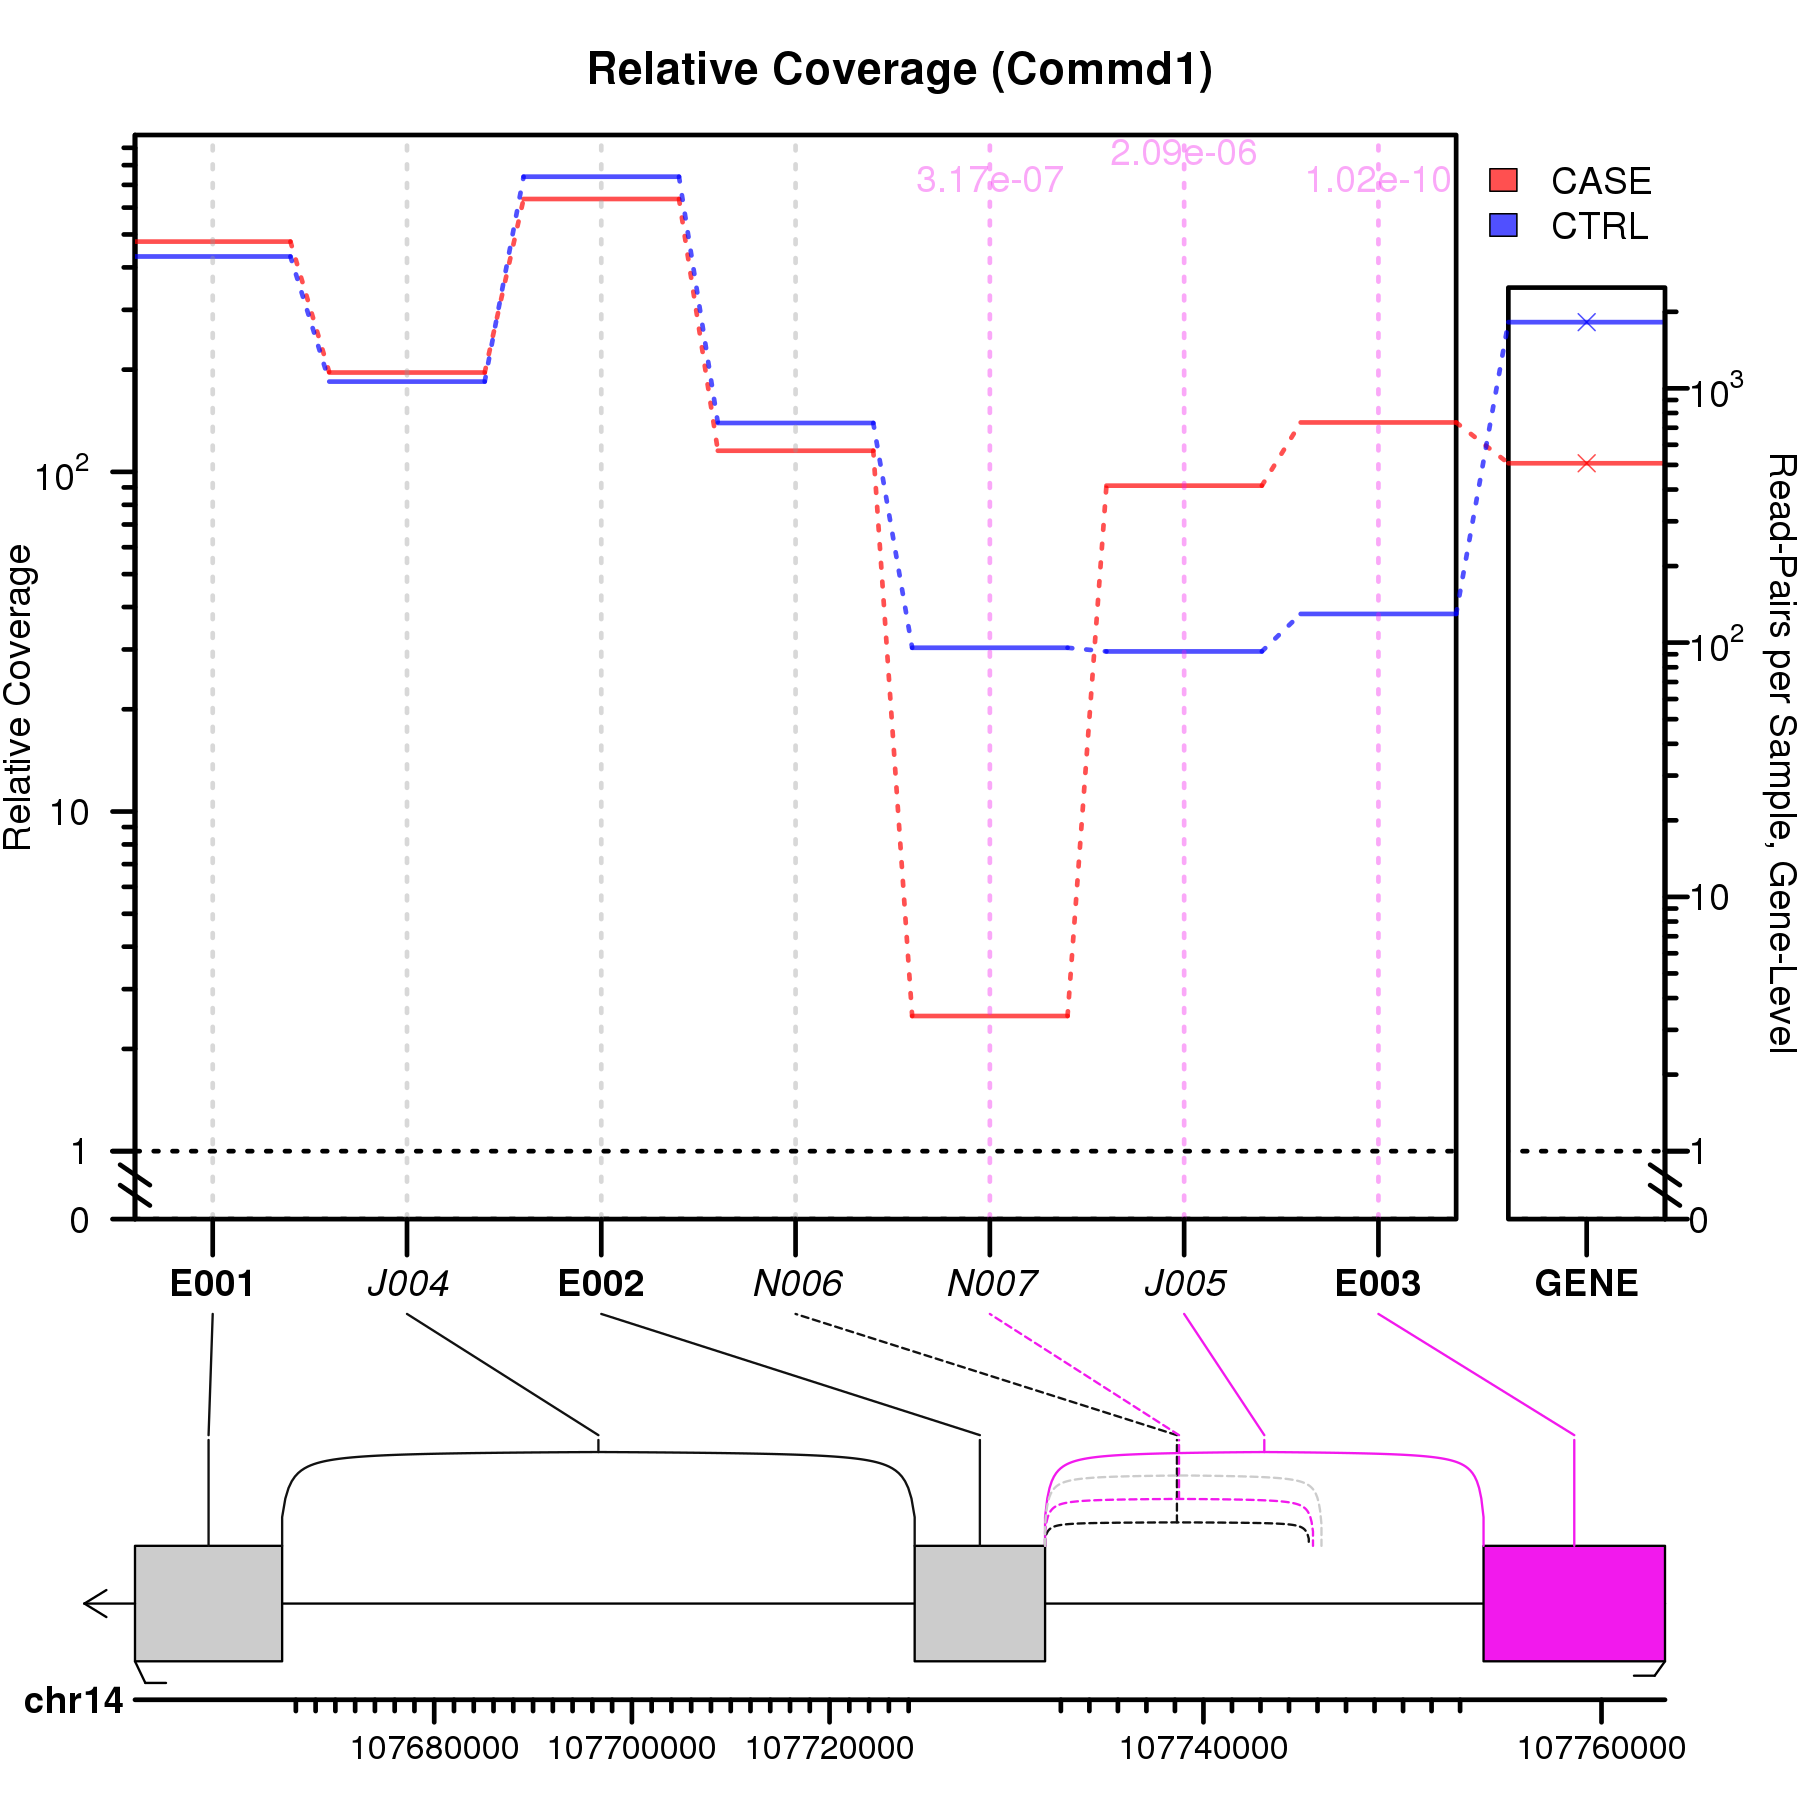 Relative Coverage (Commd1)
3.17e-07
2.09e-06
1.02e-10
CASE
CTRL
Relative Coverage
10²
10
1
0
10³
10²
10
1
0
Read-Pairs per Sample, Gene-Level
E001 J004 E002 N006 N007 J005 E003 GENE
chr14
107680000 107700000 107720000 107740000 107760000